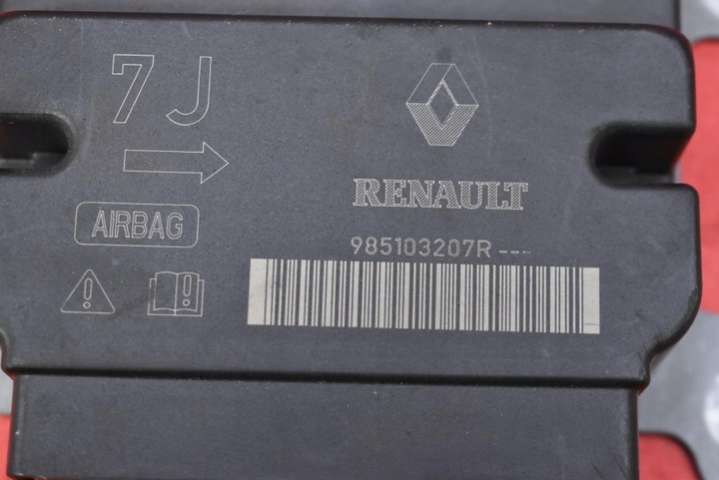 7J
RENAULT
AIRBAG
985103207R ---